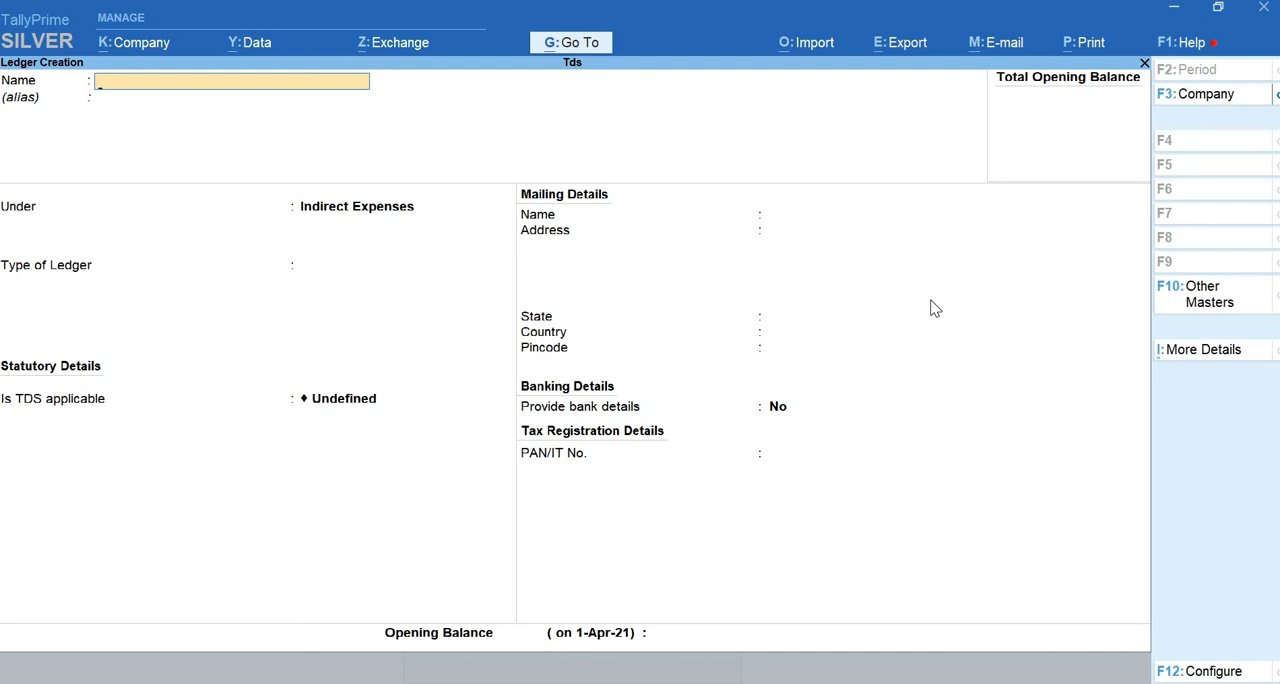 TallyPrime MANAGE
SILVER K:Company Y:Data Z:Exchange G:Go To O:Import E:Export M:E-mail P:Print F1:Help
Ledger Creation Tds
Name :
(alias) :
Total Opening Balance
Under : Indirect Expenses
Type of Ledger :
Statutory Details
Is TDS applicable : ♦ Undefined
Mailing Details
Name :
Address :
State :
Country :
Pincode :
Banking Details
Provide bank details : No
Tax Registration Details
PAN/IT No. :
Opening Balance ( on 1-Apr-21) :
F2:Period
F3:Company
F4
F5
F6
F7
F8
F9
F10:Other
Masters
I:More Details
F12:Configure